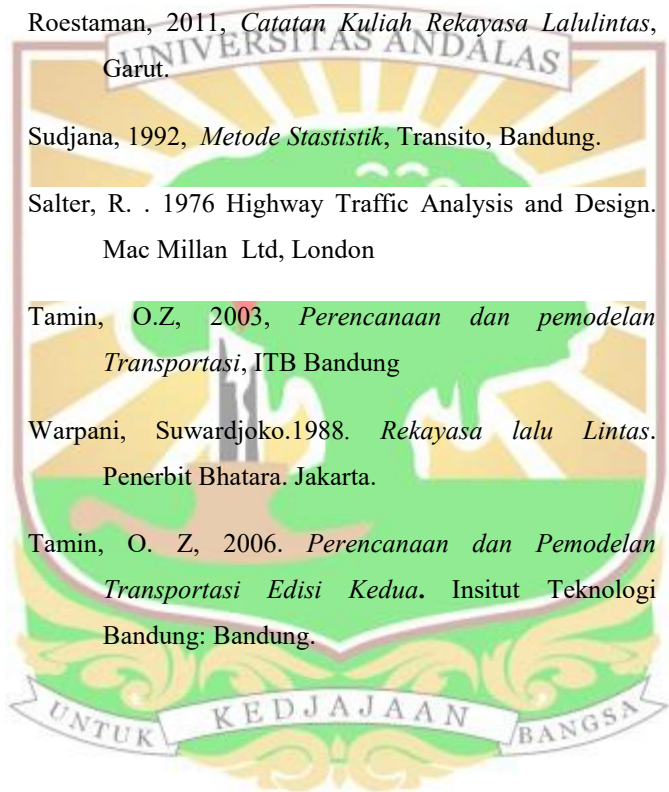 Roestaman, 2011, Catatan Kuliah Rekayasa Lalulintas,
UNIVERSITAS ANDALAS
Garut.
Sudjana, 1992, Metode Stastistik, Transito, Bandung.
Salter, R. . 1976 Highway Traffic Analysis and Design.
Mac Millan Ltd, London
Tamin, O.Z, 2003, Perencanaan dan pemodelan
Transportasi, ITB Bandung
Warpani, Suwardjoko.1988. Rekayasa lalu Lintas.
Penerbit Bhatara. Jakarta.
Tamin, O. Z, 2006. Perencanaan dan Pemodelan
Transportasi Edisi Kedua. Insitut Teknologi
Bandung: Bandung.
UNTUK KEDJAJAAN BANGSA